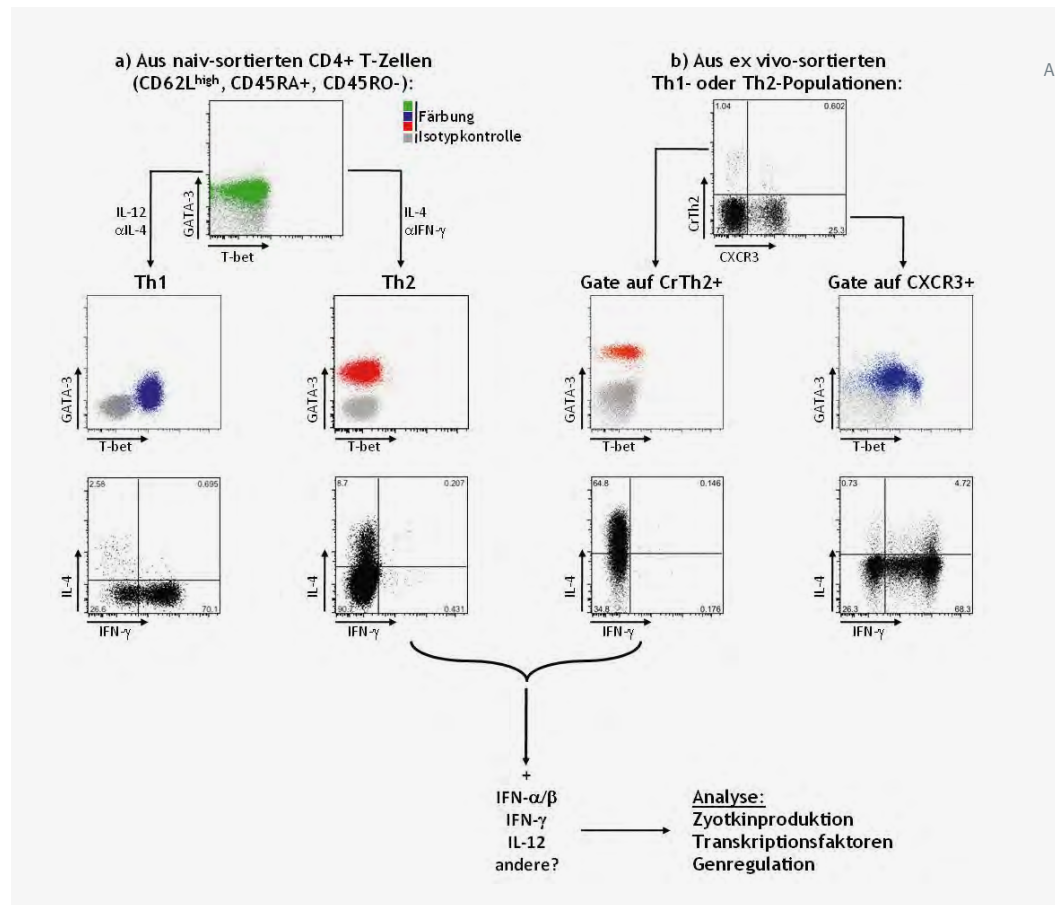 a) Aus naiv-sortierten CD4+ T-Zellen
(CD62Lhigh, CD45RA+, CD45RO-):
Färbung
Isotypkontrolle
GATA-3
T-bet
IL-12
αIL-4
IL-4
αIFN-γ
b) Aus ex vivo-sortierten
Th1- oder Th2-Populationen:
1.04
0.602
25.3
CrTh2
CXCR3
A
Th1
Th2
Gate auf CrTh2+
Gate auf CXCR3+
GATA-3
T-bet
GATA-3
T-bet
GATA-3
T-bet
GATA-3
T-bet
2.56
0.695
26.6
70.1
IL-4
IFN-γ
8.7
0.207
0.431
IL-4
IFN-γ
64.8
0.146
34.8
0.176
IL-4
IFN-γ
0.73
4.72
26.3
68.3
IL-4
IFN-γ
+
IFN-α/β
IFN-γ
IL-12
andere?
Analyse:
Zyotkinproduktion
Transkriptionsfaktoren
Genregulation